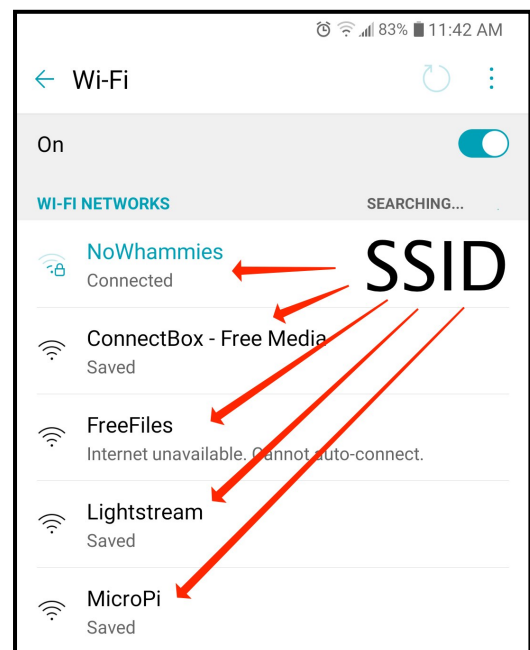 83% 11:42 AM
Wi-Fi
On
WI-FI NETWORKS SEARCHING...
NoWhammies
Connected
SSID
ConnectBox - Free Media
Saved
FreeFiles
Internet unavailable. Cannot auto-connect.
Lightstream
Saved
MicroPi
Saved